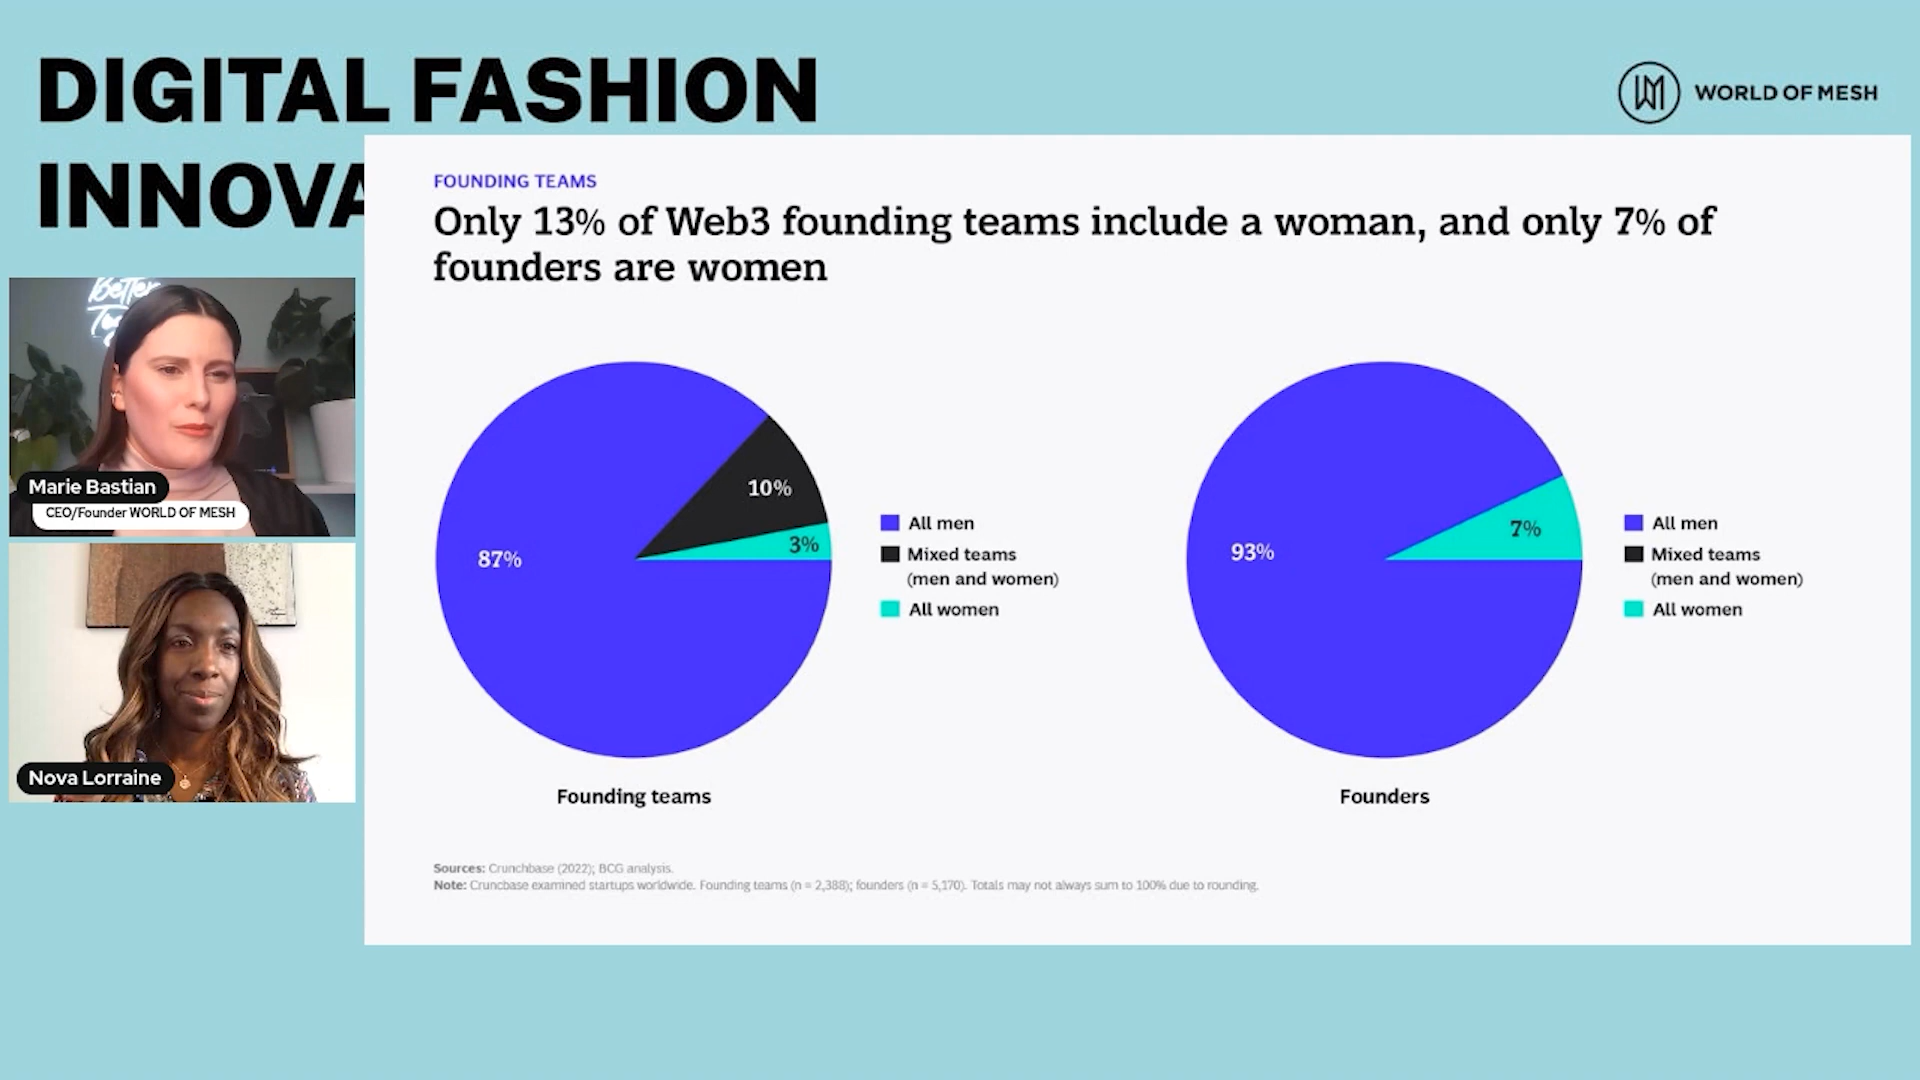 DIGITAL FASHION
INNOVA
WORLD OF MESH
FOUNDING TEAMS
Only 13% of Web3 founding teams include a woman, and only 7% of
founders are women
Better
Marie Bastian
CEO/Founder WORLD OF MESH
Nova Lorraine
87%
10%
3%
All men
Mixed teams
(men and women)
All women
Founding teams
93%
7%
All men
Mixed teams
(men and women)
All women
Founders
Sources: Crunchbase (2022); BCG analysis.
Note: Cruncbase examined startups worldwide. Founding teams (n = 2,388); founders (n = 5,170). Totals may not always sum to 100% due to rounding.